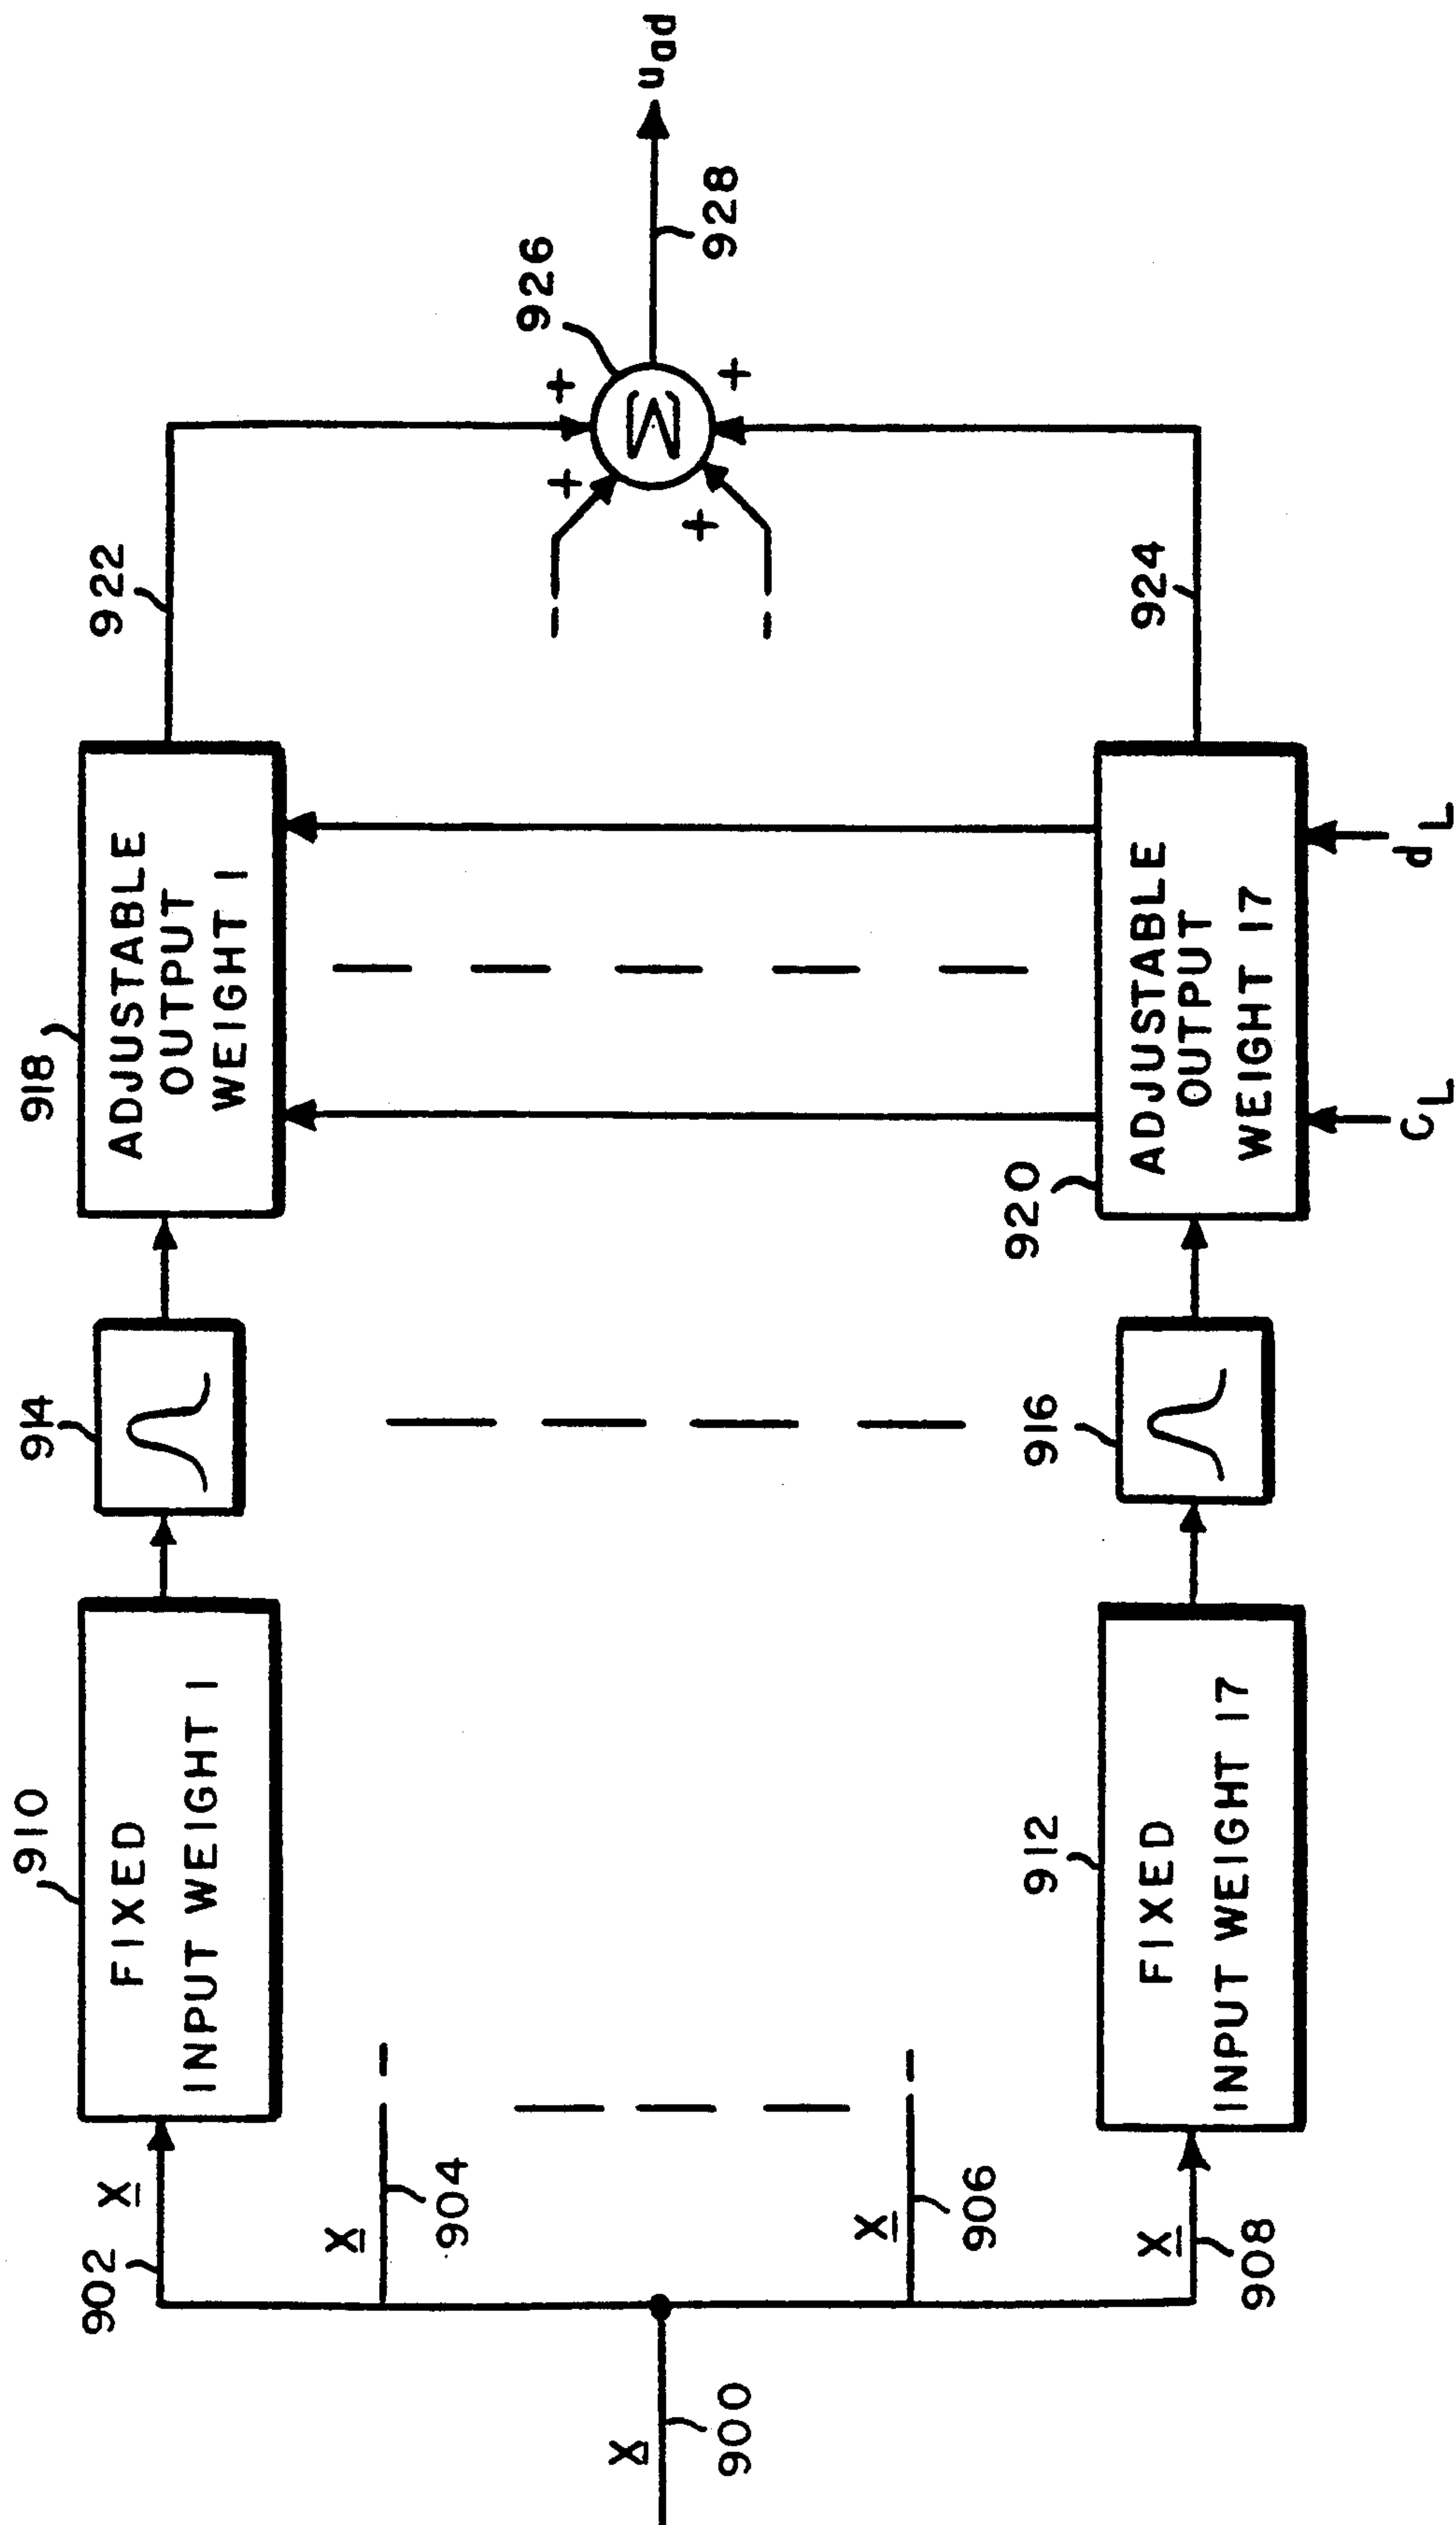 X
900
902
X
X
904
X
906
X
908
910
FIXED
INPUT WEIGHT 1
912
FIXED
INPUT WEIGHT 17
914
916
918
ADJUSTABLE
OUTPUT
WEIGHT 1
920
ADJUSTABLE
OUTPUT
WEIGHT 17
C_L
d_L
922
924
+
+
+
+
Σ
926
928
u_ad